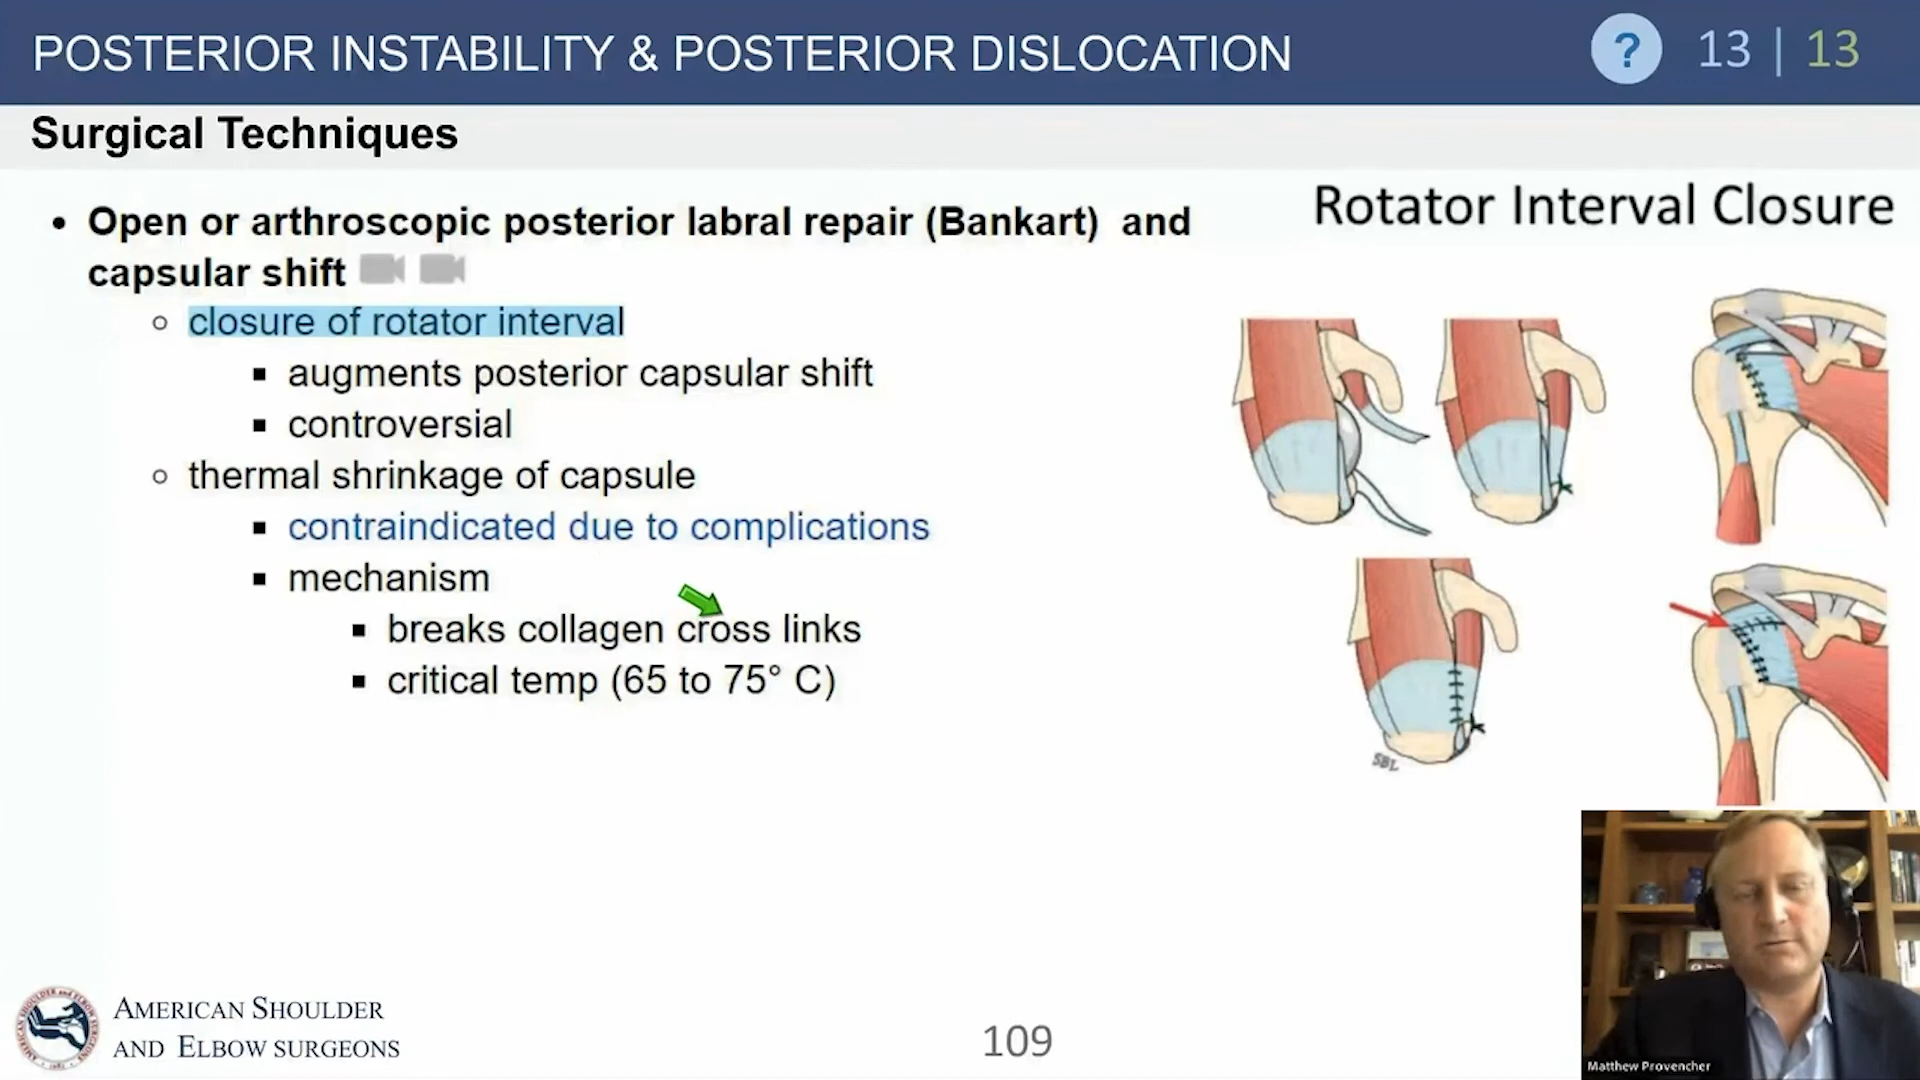 POSTERIOR INSTABILITY & POSTERIOR DISLOCATION
? 13 | 13
Surgical Techniques
• Open or arthroscopic posterior labral repair (Bankart) and
capsular shift
Rotator Interval Closure
closure of rotator interval
augments posterior capsular shift
controversial
thermal shrinkage of capsule
contraindicated due to complications
mechanism
breaks collagen cross links
critical temp (65 to 75° C)
SBL
AMERICAN SHOULDER
AND ELBOW SURGEONS
109
Matthew Provencher